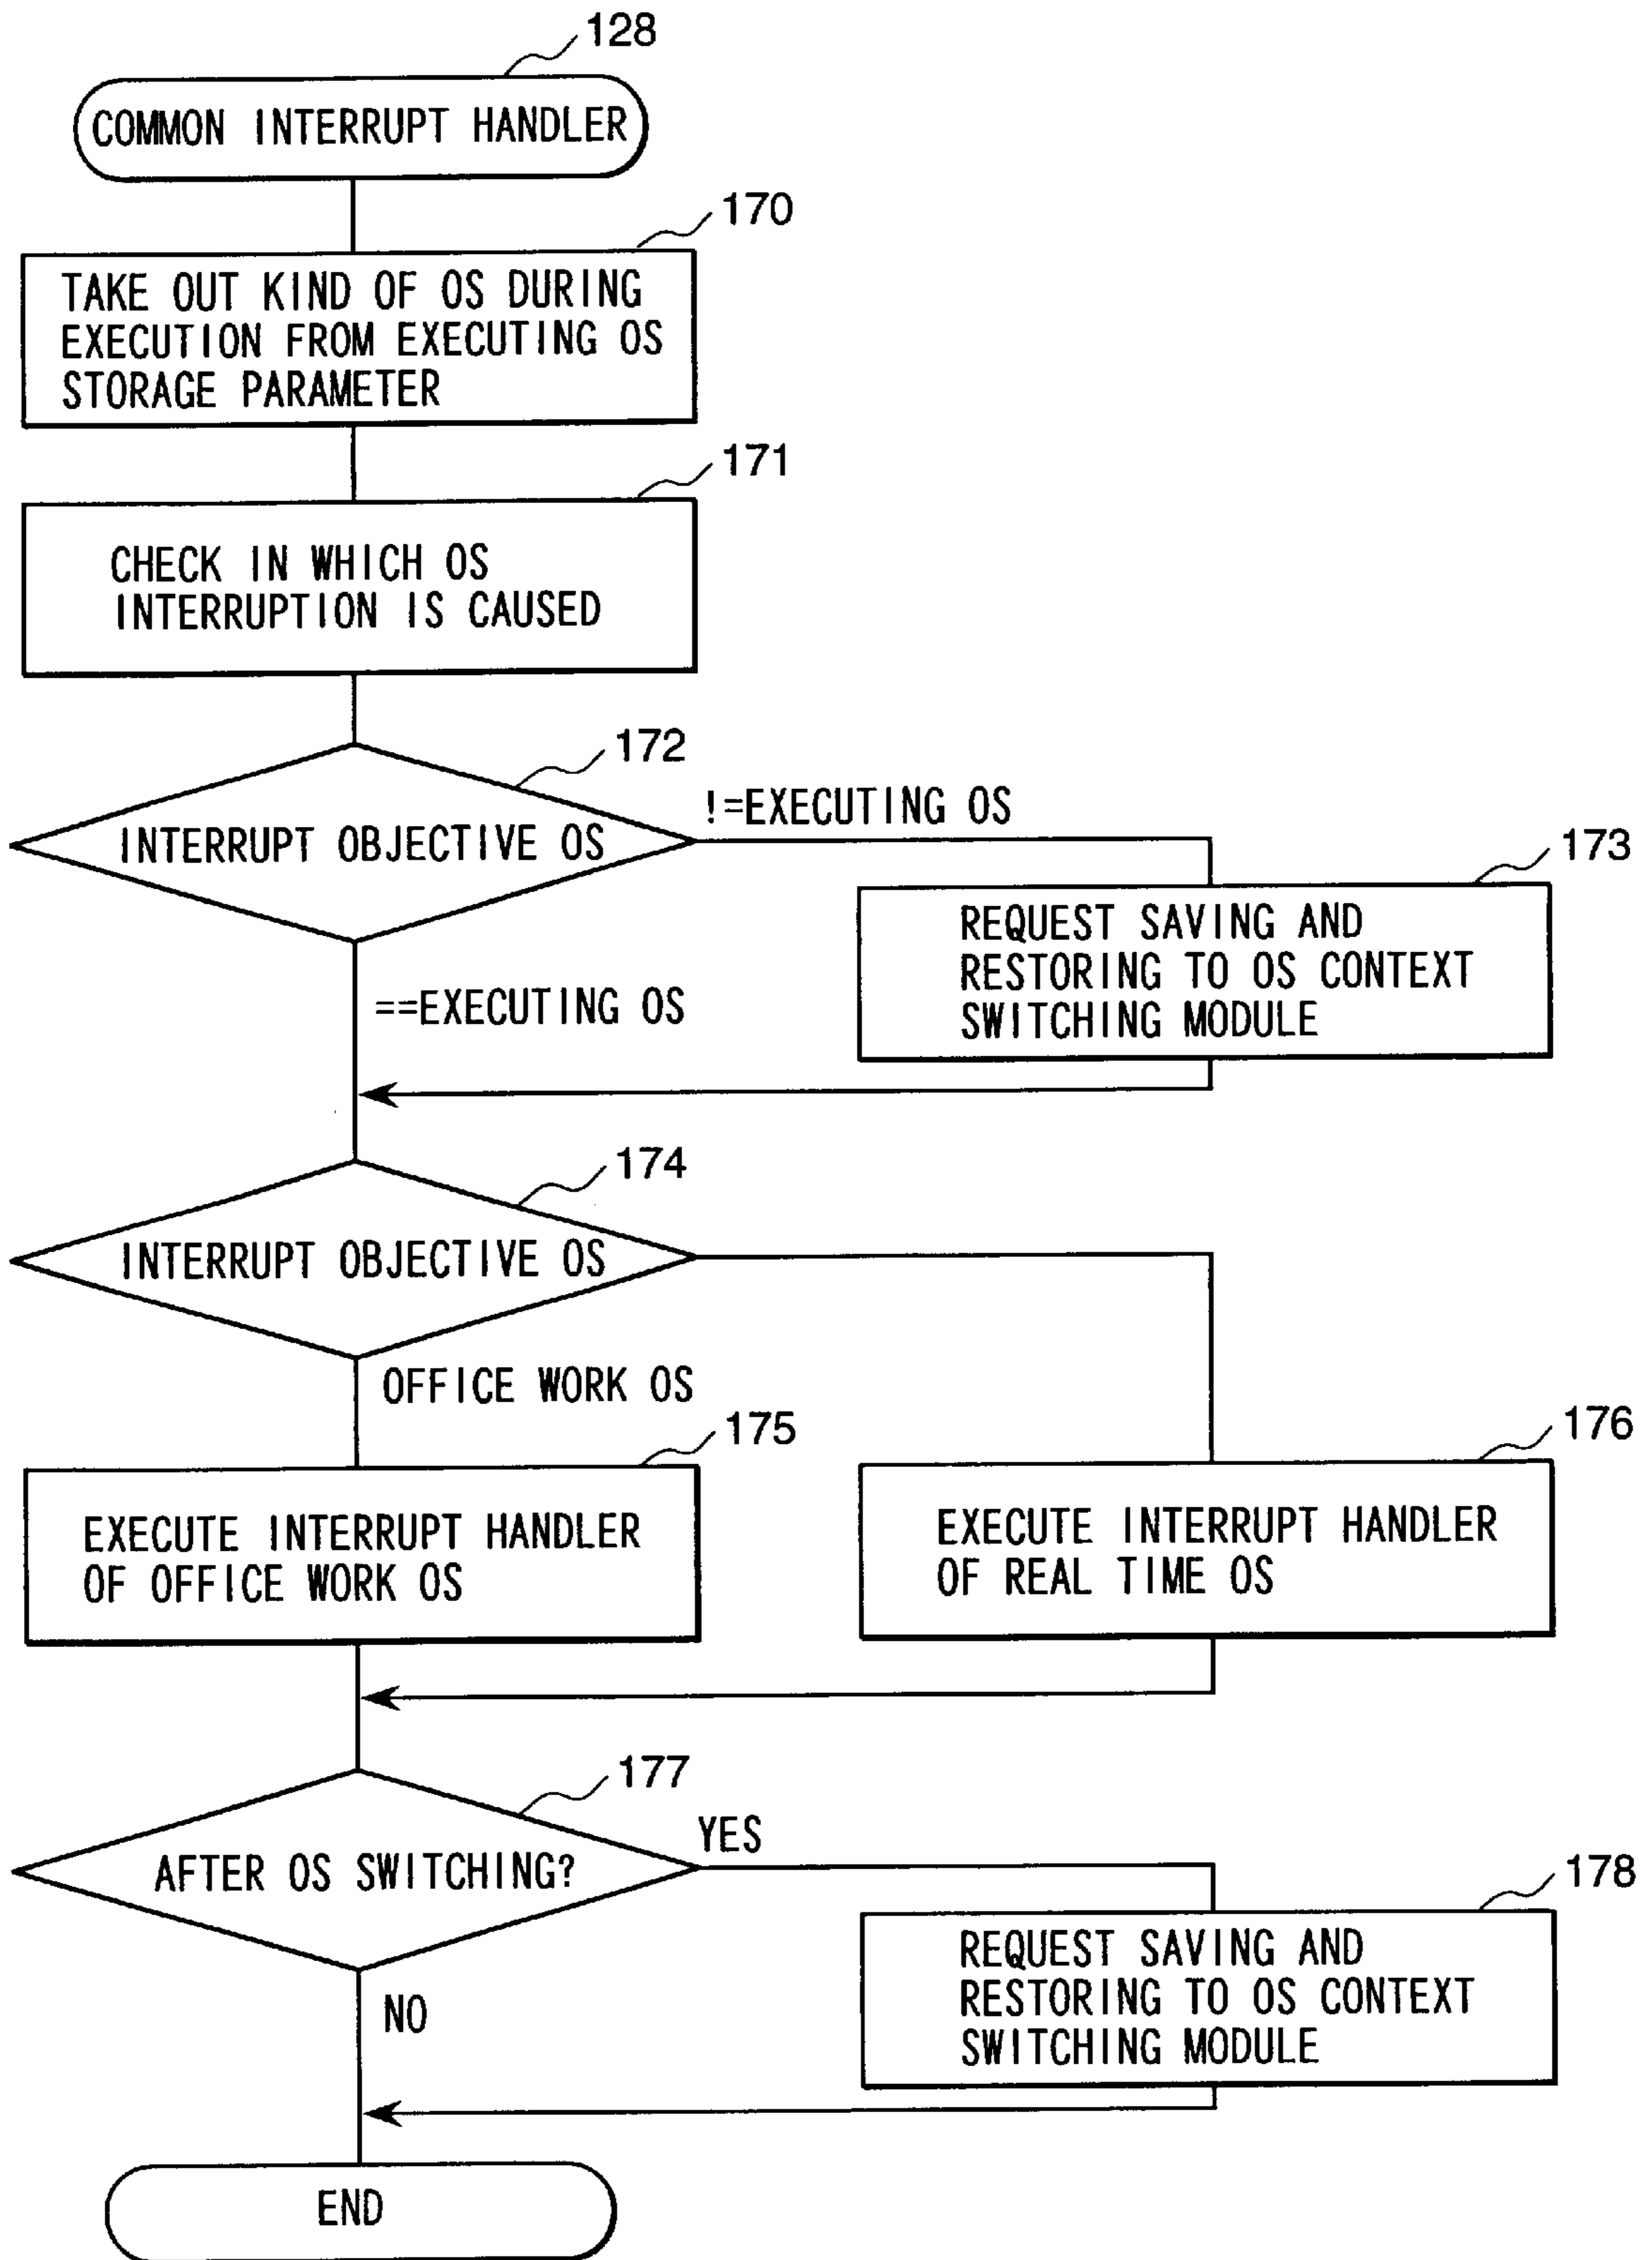 128
COMMON INTERRUPT HANDLER
170
TAKE OUT KIND OF OS DURING
EXECUTION FROM EXECUTING OS
STORAGE PARAMETER
171
CHECK IN WHICH OS
INTERRUPTION IS CAUSED
172
INTERRUPT OBJECTIVE OS
!=EXECUTING OS
==EXECUTING OS
173
REQUEST SAVING AND
RESTORING TO OS CONTEXT
SWITCHING MODULE
174
INTERRUPT OBJECTIVE OS
OFFICE WORK OS
175
EXECUTE INTERRUPT HANDLER
OF OFFICE WORK OS
176
EXECUTE INTERRUPT HANDLER
OF REAL TIME OS
177
AFTER OS SWITCHING?
YES
NO
178
REQUEST SAVING AND
RESTORING TO OS CONTEXT
SWITCHING MODULE
END